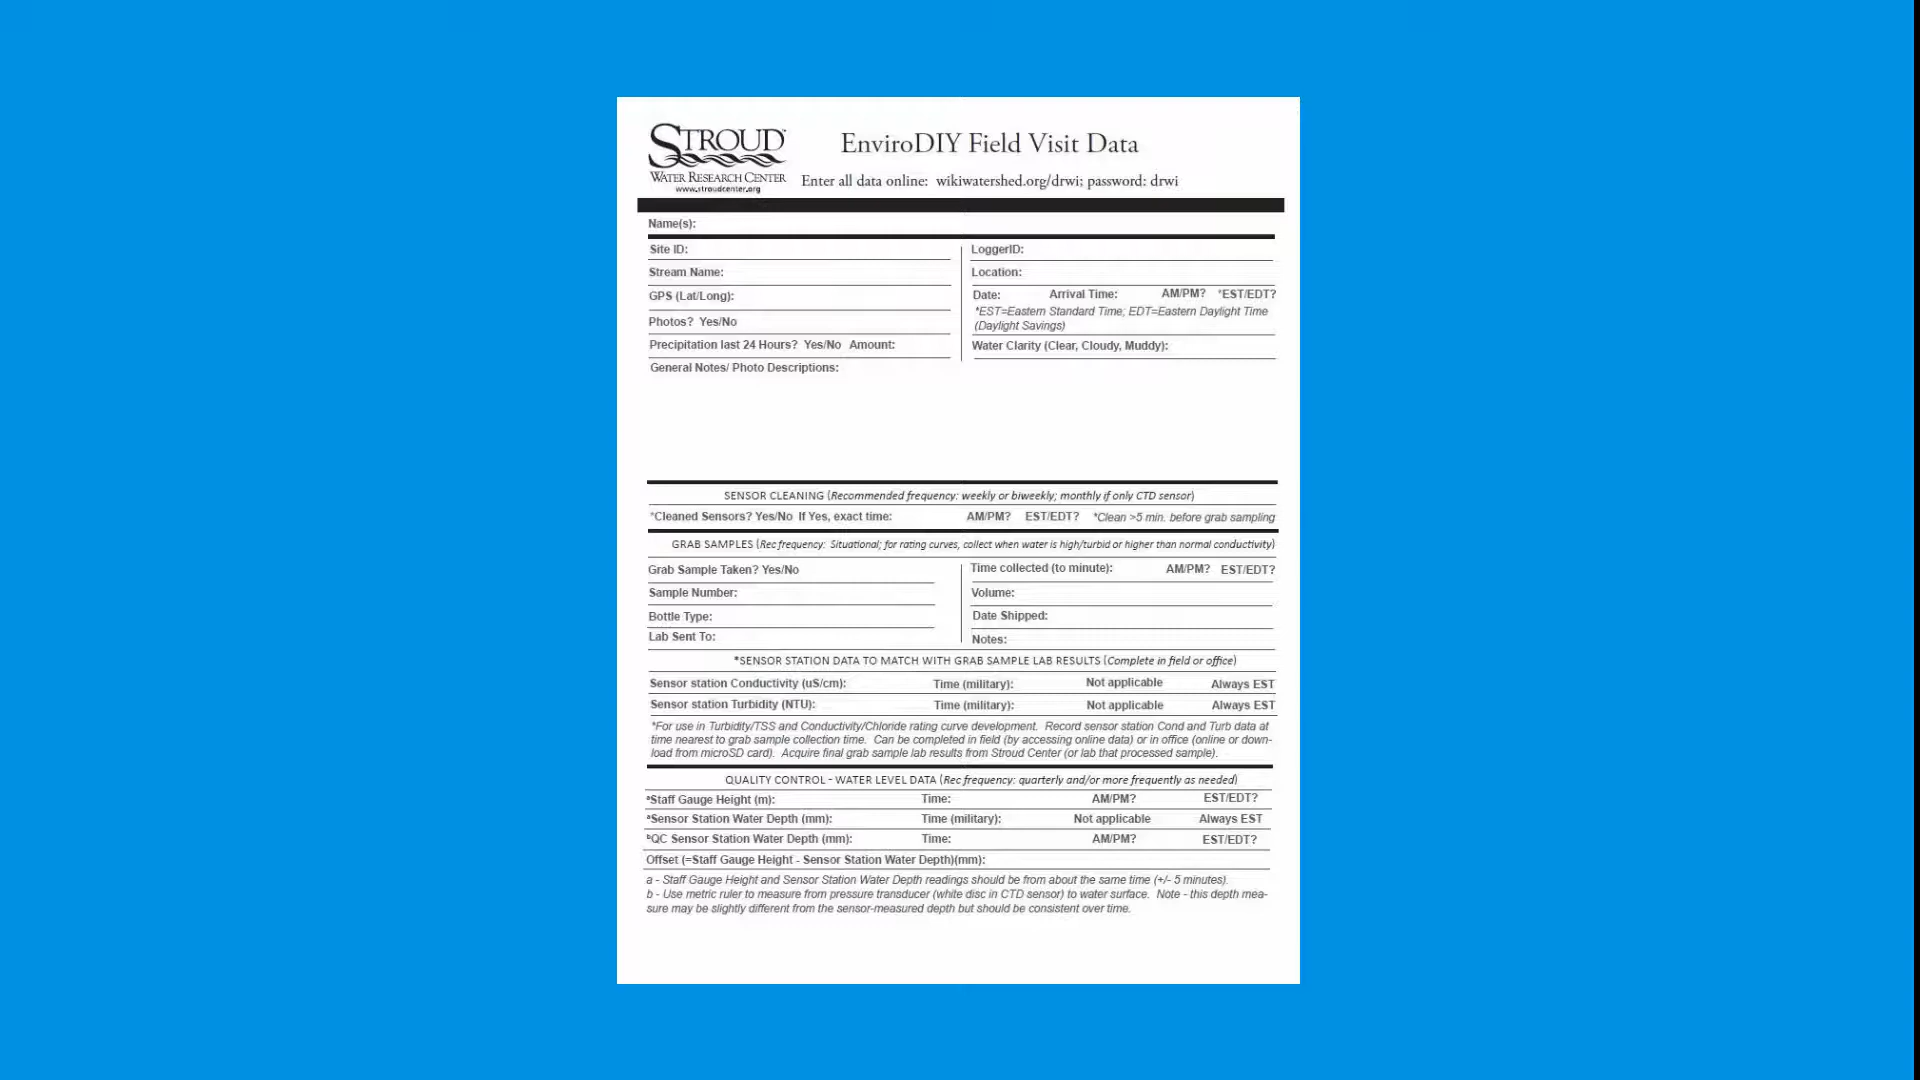 STROUD™
WATER RESEARCH CENTER
www.stroudcenter.org
EnviroDIY Field Visit Data
Enter all data online: wikiwatershed.org/drwi; password: drwi
Name(s):
Site ID:
Stream Name:
GPS (Lat/Long):
Photos? Yes/No
Precipitation last 24 Hours? Yes/No Amount:
LoggerID:
Location:
Date: Arrival Time: AM/PM? *EST/EDT?
*EST=Eastern Standard Time; EDT=Eastern Daylight Time
(Daylight Savings)
Water Clarity (Clear, Cloudy, Muddy):
General Notes/ Photo Descriptions:
SENSOR CLEANING (Recommended frequency: weekly or biweekly; monthly if only CTD sensor)
*Cleaned Sensors? Yes/No If Yes, exact time: AM/PM? EST/EDT? *Clean >5 min. before grab sampling
GRAB SAMPLES (Rec frequency: Situational; for rating curves, collect when water is high/turbid or higher than normal conductivity)
Grab Sample Taken? Yes/No
Sample Number:
Bottle Type:
Lab Sent To:
Time collected (to minute): AM/PM? EST/EDT?
Volume:
Date Shipped:
Notes:
*SENSOR STATION DATA TO MATCH WITH GRAB SAMPLE LAB RESULTS (Complete in field or office)
Sensor station Conductivity (uS/cm): Time (military): Not applicable Always EST
Sensor station Turbidity (NTU): Time (military): Not applicable Always EST
*For use in Turbidity/TSS and Conductivity/Chloride rating curve development. Record sensor station Cond and Turb data at
time nearest to grab sample collection time. Can be completed in field (by accessing online data) or in office (online or down-
load from microSD card). Acquire final grab sample lab results from Stroud Center (or lab that processed sample).
QUALITY CONTROL - WATER LEVEL DATA (Rec frequency: quarterly and/or more frequently as needed)
ᵃStaff Gauge Height (m): Time: AM/PM? EST/EDT?
ᵃSensor Station Water Depth (mm): Time (military): Not applicable Always EST
ᵇQC Sensor Station Water Depth (mm): Time: AM/PM? EST/EDT?
Offset (=Staff Gauge Height - Sensor Station Water Depth)(mm):
a - Staff Gauge Height and Sensor Station Water Depth readings should be from about the same time (+/- 5 minutes).
b - Use metric ruler to measure from pressure transducer (white disc in CTD sensor) to water surface. Note - this depth mea-
sure may be slightly different from the sensor-measured depth but should be consistent over time.